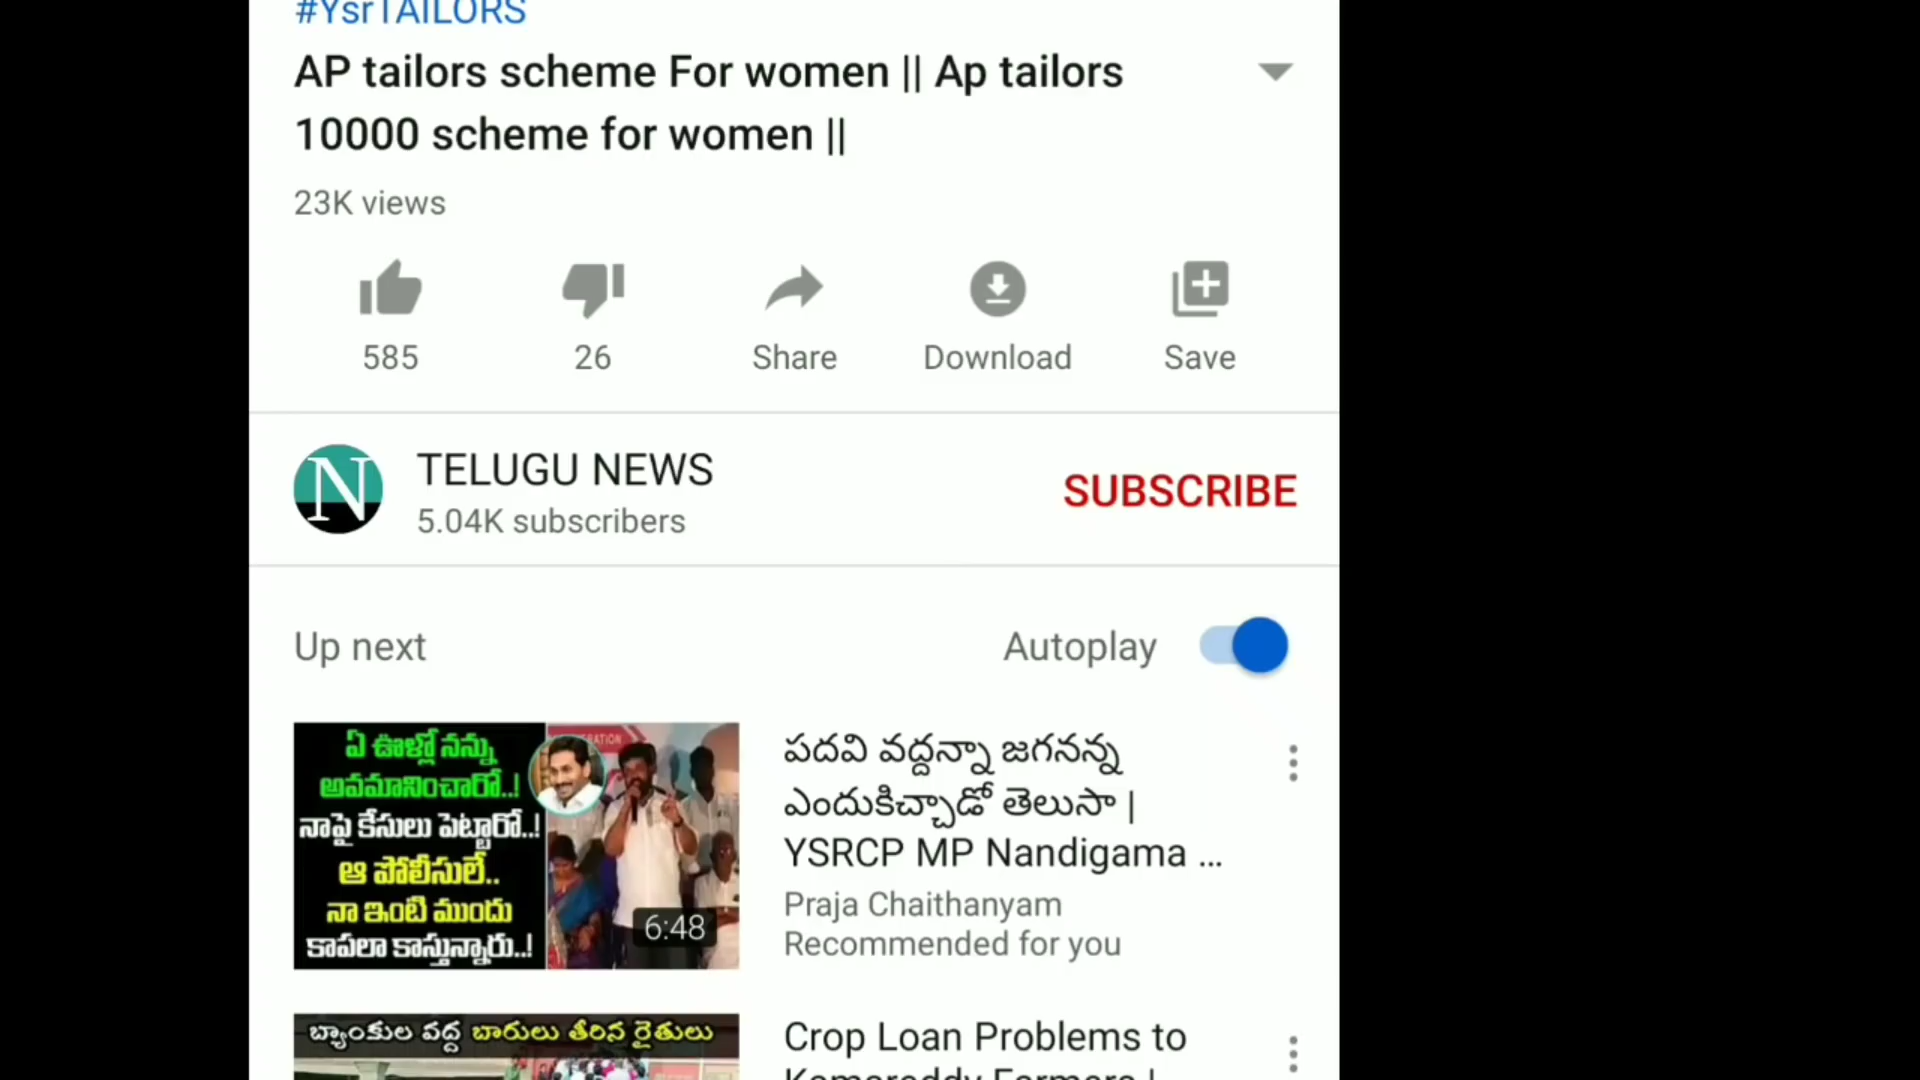 #YsrTAILORS
AP tailors scheme For women || Ap tailors
10000 scheme for women ||
23K views
585
26
Share
Download
Save
N
TELUGU NEWS
5.04K subscribers
SUBSCRIBE
Up next
Autoplay
ఏ ఊళ్లో నన్ను
అవమానించారో..!
నాపై కేసులు పెట్టారో..!
ఆ పోలీసులే..
నా ఇంటి ముందు
కాపలా కాస్తున్నారు..!
6:48
పదవి వద్దన్నా జగనన్న
ఎందుకిచ్చాడో తెలుసా |
YSRCP MP Nandigama ...
Praja Chaithanyam
Recommended for you
బ్యాంకుల వద్ద బారులు తీరిన రైతులు
Crop Loan Problems to
Kamareddy Farmers |